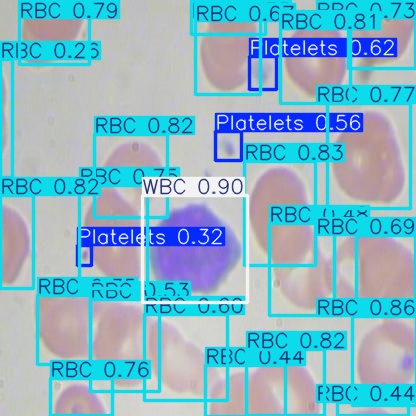 RBC 0.79
RBC 0.67
RBC 0.81
0.73
RBC 0.26
Platelets 0.62
RBC 0.77
RBC 0.82
Platelets 0.56
RBC 0.83
RBC 0.75
RBC 0.82
WBC 0.90
RBC 0.48
RBC 0.69
Platelets 0.32
RBC
RBC 0.53
RBC 0.60
RBC 0.86
RBC 0.82
RBC 0.44
RBC 0.76
RBC 0.44